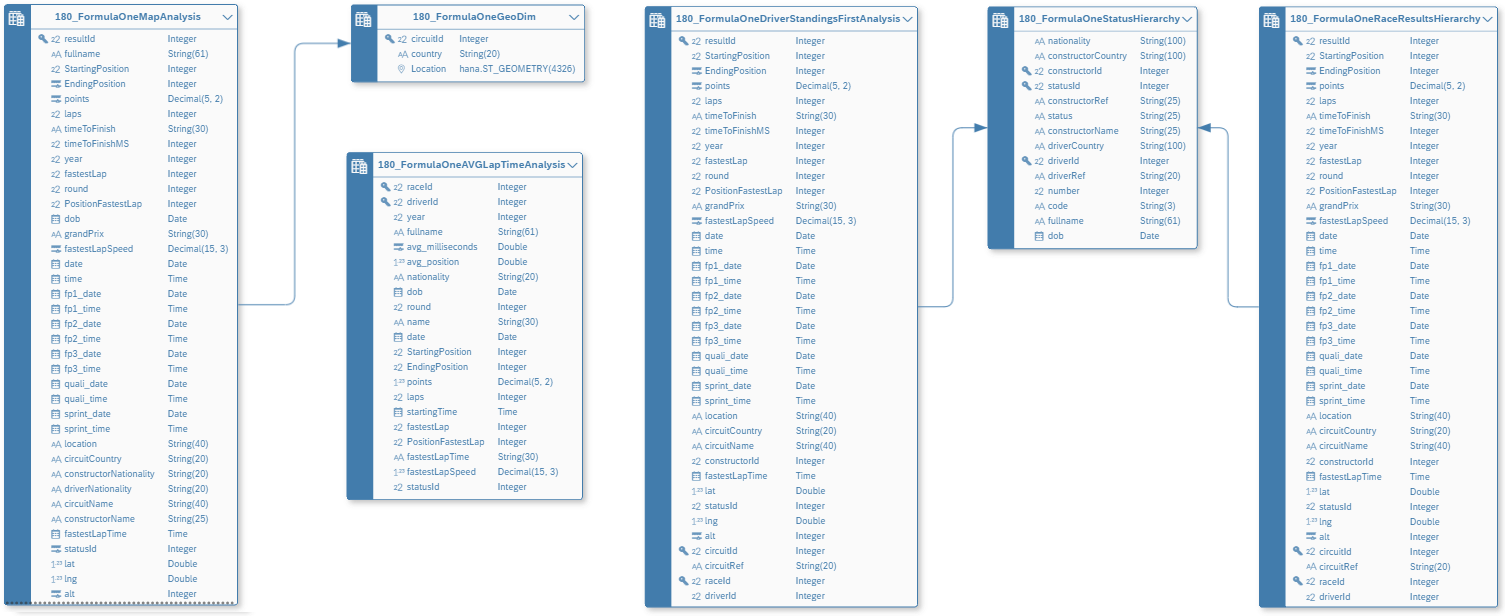 180_FormulaOneMapAnalysis
resultId Integer
fullname String(61)
StartingPosition Integer
EndingPosition Integer
points Decimal(5, 2)
laps Integer
timeToFinish String(30)
timeToFinishMS Integer
year Integer
fastestLap Integer
round Integer
PositionFastestLap Integer
dob Date
grandPrix String(30)
fastestLapSpeed Decimal(15, 3)
date Date
time Time
fp1_date Date
fp1_time Time
fp2_date Date
fp2_time Time
fp3_date Date
fp3_time Time
quali_date Date
quali_time Time
sprint_date Date
sprint_time Time
location String(40)
circuitCountry String(20)
constructorNationality String(20)
driverNationality String(20)
circuitName String(40)
constructorName String(25)
fastestLapTime Time
statusId Integer
lat Double
lng Double
alt Integer
180_FormulaOneGeoDim
circuitId Integer
country String(20)
Location hana.ST_GEOMETRY(4326)
180_FormulaOneAVGLapTimeAnalysis
raceId Integer
driverId Integer
year Integer
fullname String(61)
avg_milliseconds Double
avg_position Double
nationality String(20)
dob Date
round Integer
name String(30)
date Date
StartingPosition Integer
EndingPosition Integer
points Decimal(5, 2)
laps Integer
startingTime Time
fastestLap Integer
PositionFastestLap Integer
fastestLapTime String(30)
fastestLapSpeed Decimal(15, 3)
statusId Integer
180_FormulaOneDriverStandingsFirstAnalysis
resultId Integer
StartingPosition Integer
EndingPosition Integer
points Decimal(5, 2)
laps Integer
timeToFinish String(30)
timeToFinishMS Integer
year Integer
fastestLap Integer
round Integer
PositionFastestLap Integer
grandPrix String(30)
fastestLapSpeed Decimal(15, 3)
date Date
time Time
fp1_date Date
fp1_time Time
fp2_date Date
fp2_time Time
fp3_date Date
fp3_time Time
quali_date Date
quali_time Time
sprint_date Date
sprint_time Time
location String(40)
circuitCountry String(20)
circuitName String(40)
constructorId Integer
fastestLapTime Time
lat Double
statusId Integer
lng Double
alt Integer
circuitId Integer
circuitRef String(20)
raceId Integer
driverId Integer
180_FormulaOneStatusHierarchy
nationality String(100)
constructorCountry String(100)
constructorId Integer
statusId Integer
constructorRef String(25)
status String(25)
constructorName String(25)
driverCountry String(100)
driverId Integer
driverRef String(20)
number Integer
code String(3)
fullname String(61)
dob Date
180_FormulaOneRaceResultsHierarchy
resultId Integer
StartingPosition Integer
EndingPosition Integer
points Decimal(5, 2)
laps Integer
timeToFinish String(30)
timeToFinishMS Integer
year Integer
fastestLap Integer
round Integer
PositionFastestLap Integer
grandPrix String(30)
fastestLapSpeed Decimal(15, 3)
date Date
time Time
fp1_date Date
fp1_time Time
fp2_date Date
fp2_time Time
fp3_date Date
fp3_time Time
quali_date Date
quali_time Time
sprint_date Date
sprint_time Time
location String(40)
circuitCountry String(20)
circuitName String(40)
constructorId Integer
fastestLapTime Time
lat Double
statusId Integer
lng Double
alt Integer
circuitId Integer
circuitRef String(20)
raceId Integer
driverId Integer